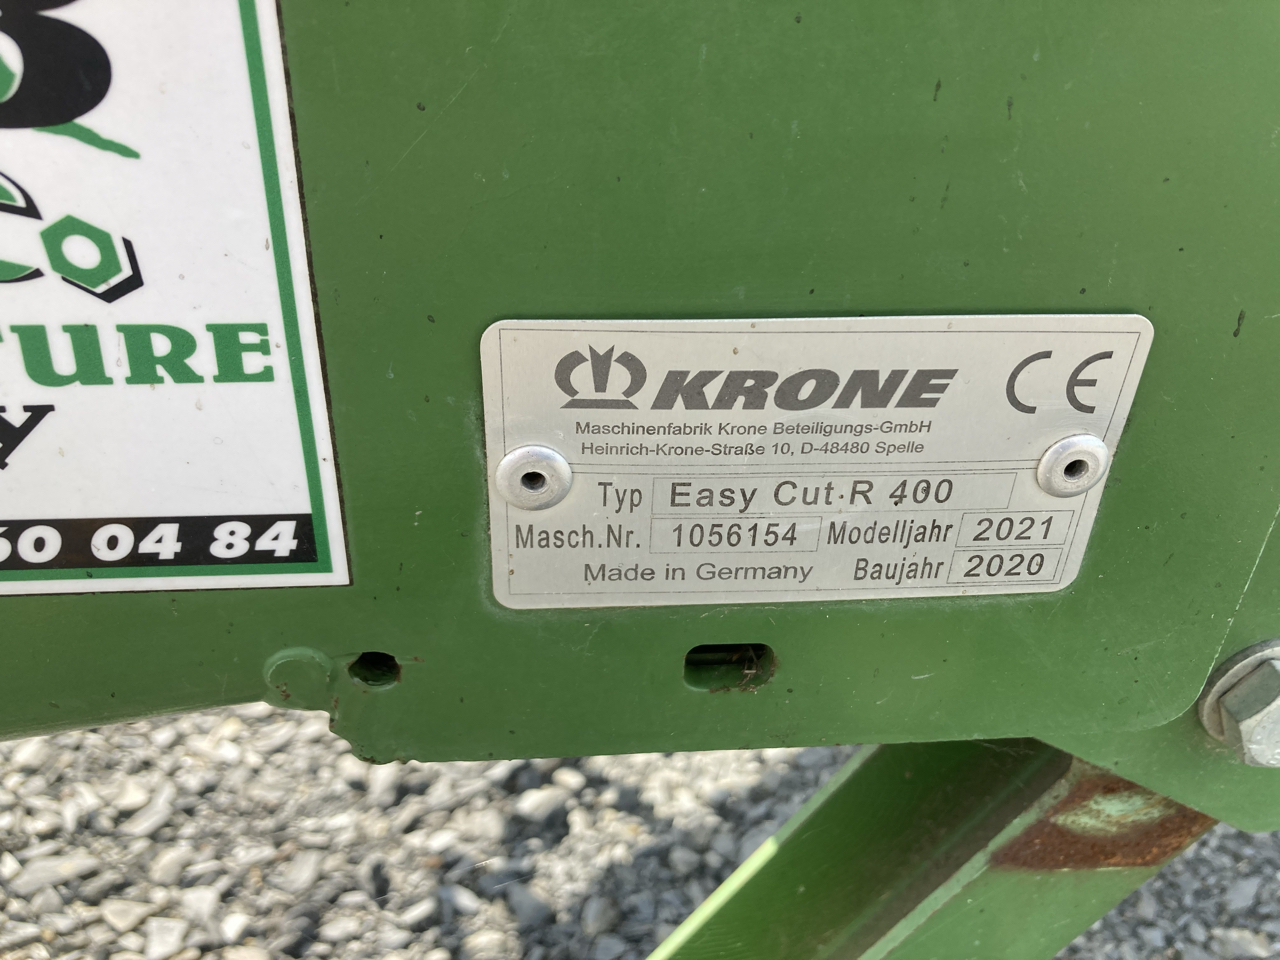 B
TURE
y
60 04 84
KRONE CE
Maschinenfabrik Krone Beteiligungs-GmbH
Heinrich-Krone-Straße 10, D-48480 Spelle
Typ Easy Cut R 400
Masch.Nr. 1056154 Modelljahr 2021
Made in Germany Baujahr 2020